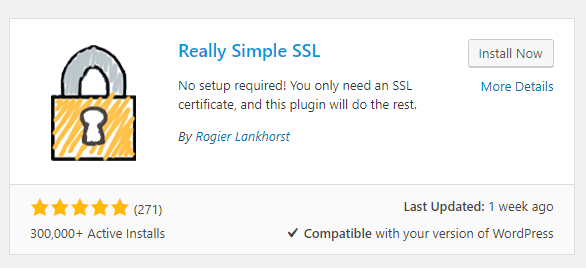 Really Simple SSL
Install Now
More Details
No setup required! You only need an SSL
certificate, and this plugin will do the rest.
By Rogier Lankhorst
(271)
300,000+ Active Installs
Last Updated: 1 week ago
Compatible with your version of WordPress